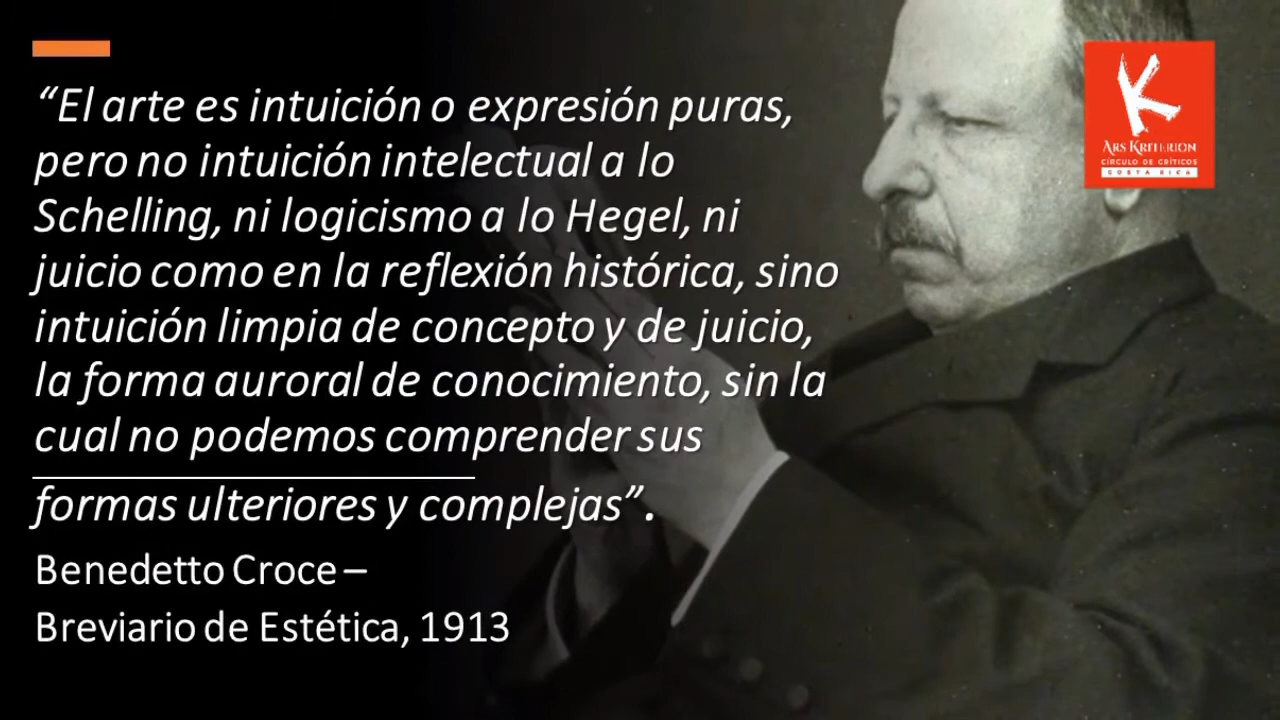 “El arte es intuición o expresión puras,
pero no intuición intelectual a lo
Schelling, ni logicismo a lo Hegel, ni
juicio como en la reflexión histórica, sino
intuición limpia de concepto y de juicio,
la forma auroral de conocimiento, sin la
cual no podemos comprender sus
formas ulteriores y complejas”.
Benedetto Croce –
Breviario de Estética, 1913
K
ARS KRITERION
CÍRCULO DE CRÍTICOS
COSTA RICA